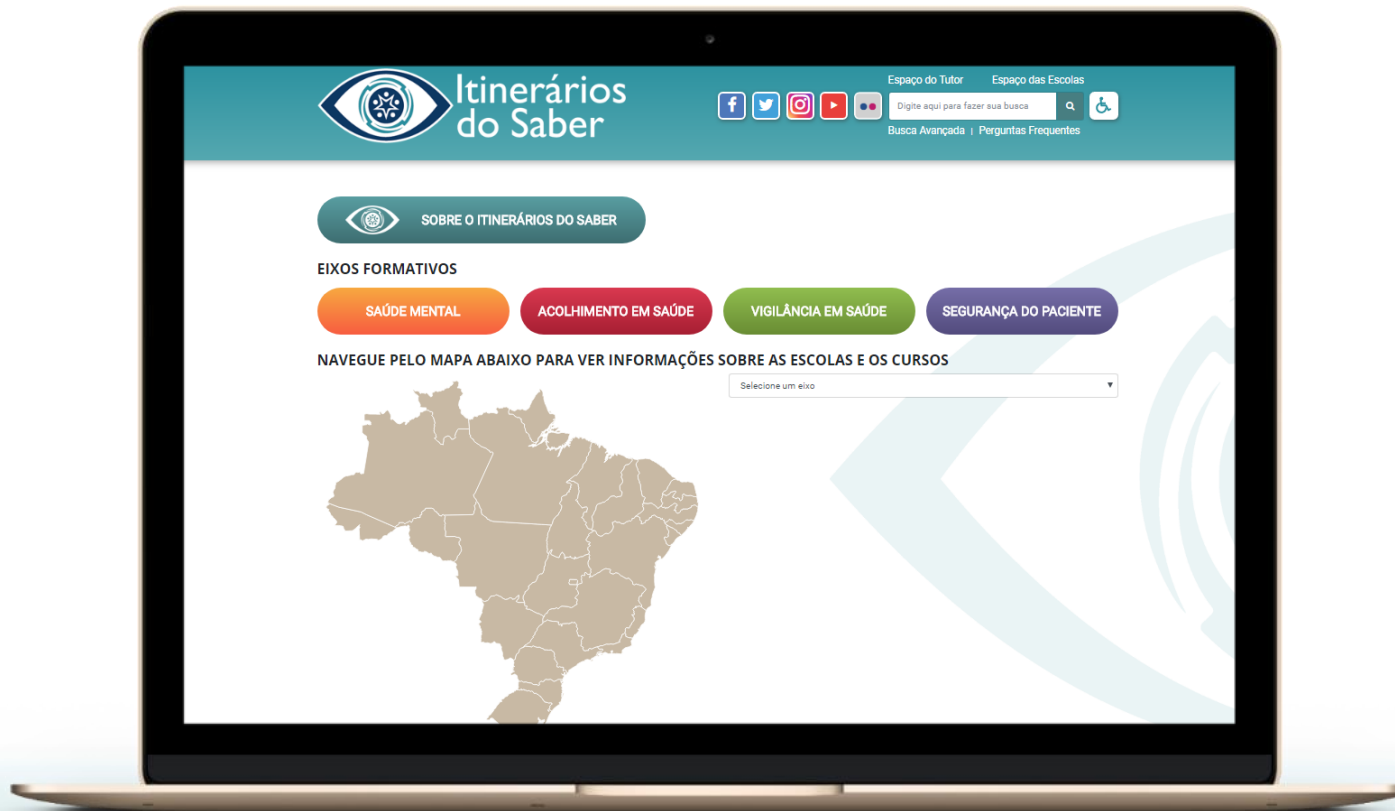 Itinerários
do Saber
Espaço do Tutor Espaço das Escolas
Digite aqui para fazer sua busca
Busca Avançada | Perguntas Frequentes
SOBRE O ITINERÁRIOS DO SABER
EIXOS FORMATIVOS
SAÚDE MENTAL ACOLHIMENTO EM SAÚDE VIGILÂNCIA EM SAÚDE SEGURANÇA DO PACIENTE
NAVEGUE PELO MAPA ABAIXO PARA VER INFORMAÇÕES SOBRE AS ESCOLAS E OS CURSOS
Selecione um eixo